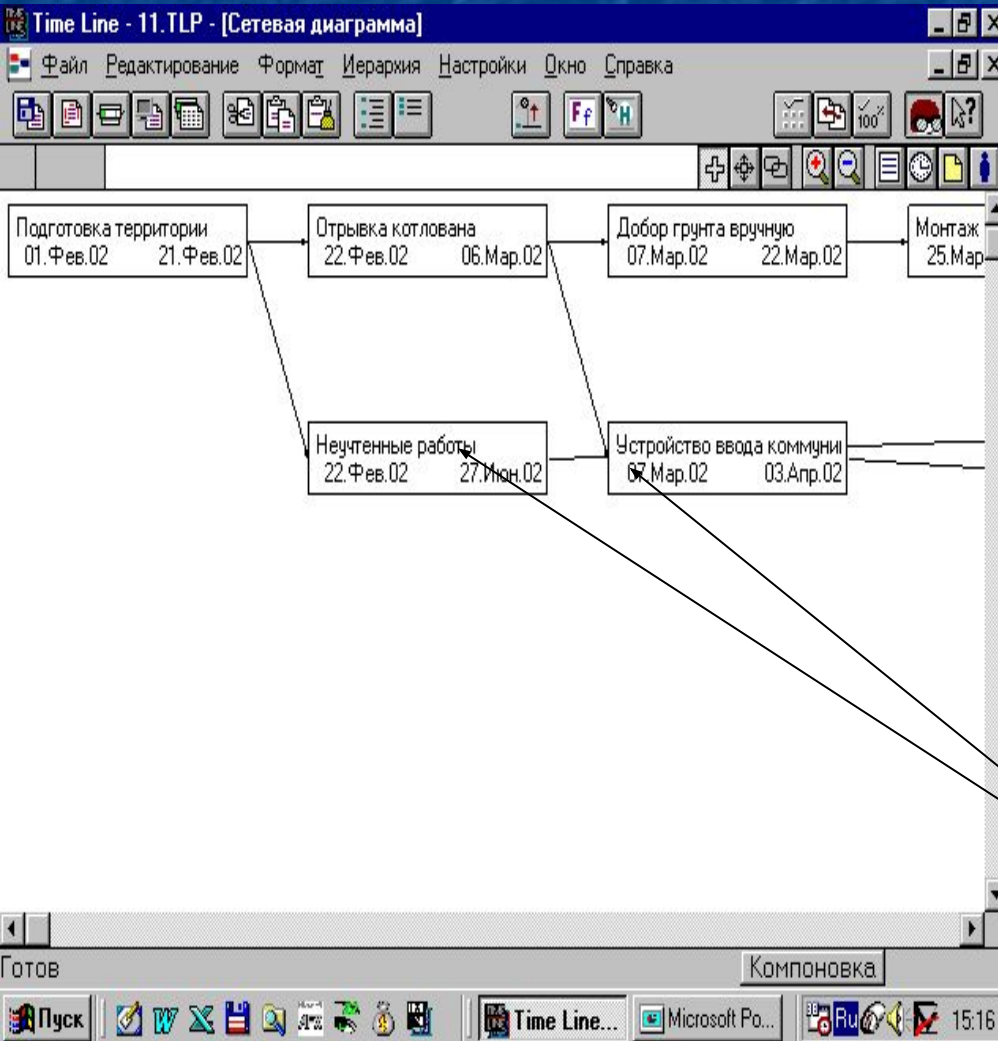 Time Line - 11.TLP - [Сетевая диаграмма]
Файл Редактирование Формат Иерархия Настройки Окно Справка
Ff H 100%
Подготовка территории
01.Фев.02 21.Фев.02
Отрывка котлована
22.Фев.02 06.Мар.02
Добор грунта вручную
07.Мар.02 22.Мар.02
Монтаж
25.Мар
Неучтенные работы
22.Фев.02 27.Июн.02
Устройство ввода коммуни
07.Мар.02 03.Апр.02
Готов Компоновка
Пуск W X Time Line... Microsoft Po... Ru 15:16